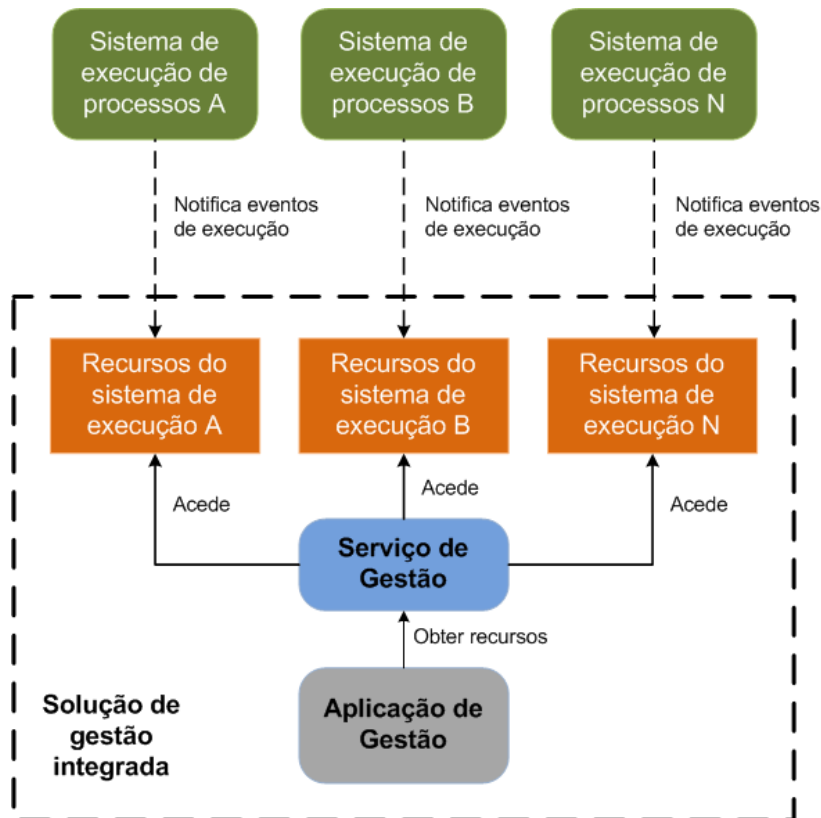 Sistema de
execução de
processos A
Sistema de
execução de
processos B
Sistema de
execução de
processos N
Notifica eventos
de execução
Notifica eventos
de execução
Notifica eventos
de execução
Recursos do
sistema de
execução A
Recursos do
sistema de
execução B
Recursos do
sistema de
execução N
Acede
Acede
Acede
Serviço de
Gestão
Obter recursos
Aplicação de
Gestão
Solução de
gestão
integrada